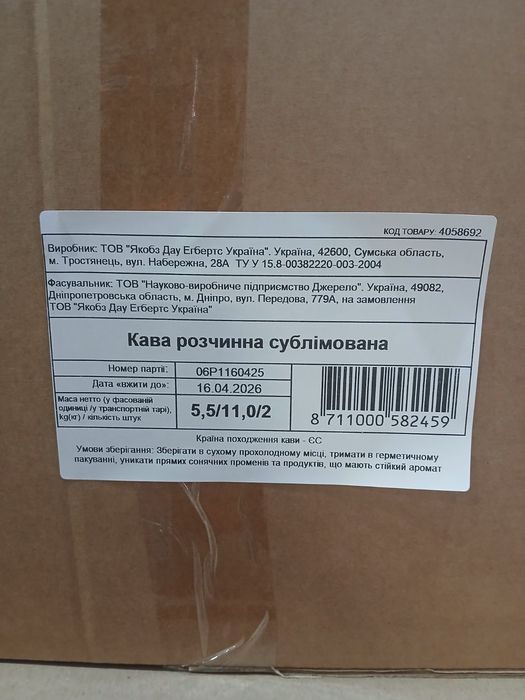 КОД ТОВАРУ: 4058692
Виробник: ТОВ "Якобз Дау Егбертс Україна". Україна, 42600, Сумська область,
м. Тростянець, вул. Набережна, 28А ТУ У 15.8-00382220-003-2004
Фасувальник: ТОВ "Науково-виробниче підприємство Джерело". Україна, 49082,
Дніпропетровська область, м. Дніпро, вул. Передова, 779А, на замовлення
ТОВ "Якобз Дау Егбертс Україна"
Кава розчинна сублімована
Номер партії: 06P1160425
Дата «вжити до»: 16.04.2026
Маса нетто (у фасованій
одиниці /у транспортній тарі),
kg(кг) / кількість штук
5,5/11,0/2
8 711000 582459
Країна походження кави - ЄС
Умови зберігання: Зберігати в сухому прохолодному місці, тримати в герметичному
пакуванні, уникати прямих сонячних променів та продуктів, що мають стійкий аромат